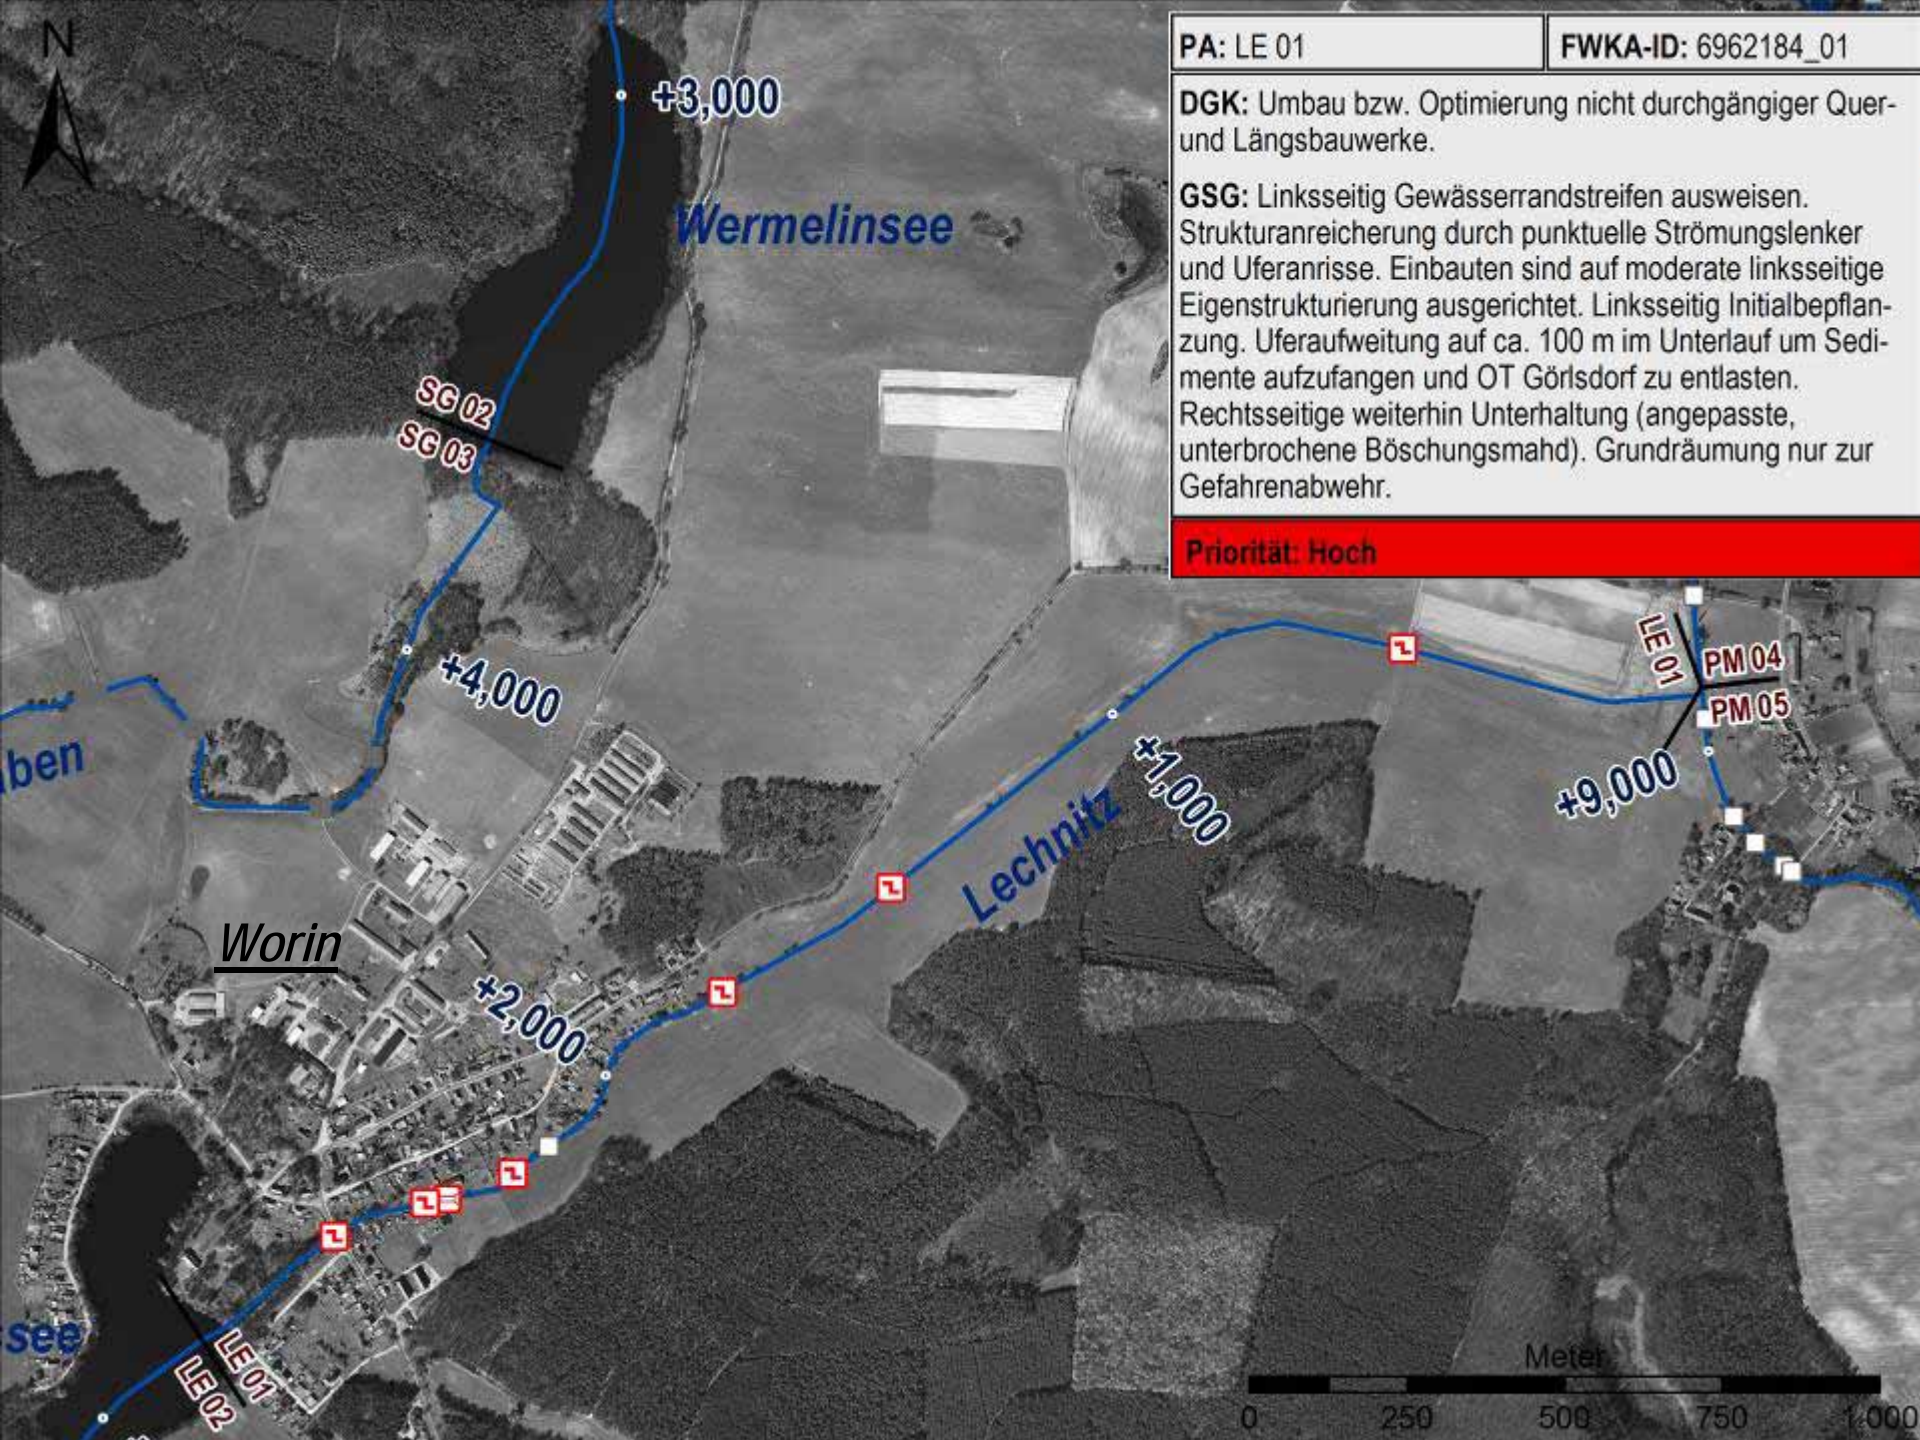 N
PA: LE 01
FWKA-ID: 6962184_01
DGK: Umbau bzw. Optimierung nicht durchgängiger Quer-
und Längsbauwerke.
GSG: Linksseitig Gewässerrandstreifen ausweisen.
Strukturanreicherung durch punktuelle Strömungslenker
und Uferanrisse. Einbauten sind auf moderate linksseitige
Eigenstrukturierung ausgerichtet. Linksseitig Initialbepflan-
zung. Uferaufweitung auf ca. 100 m im Unterlauf um Sedi-
mente aufzufangen und OT Görlsdorf zu entlasten.
Rechtsseitige weiterhin Unterhaltung (angepasste,
unterbrochene Böschungsmahd). Grundräumung nur zur
Gefahrenabwehr.
Priorität: Hoch
+3,000
Wermelinsee
SG 02
SG 03
+4,000
LE 01
PM 04
PM 05
+9,000
+1,000
Lechnitz
ben
Worin
+2,000
see
LE 01
LE 02
Meter
0 250 500 750 1.000